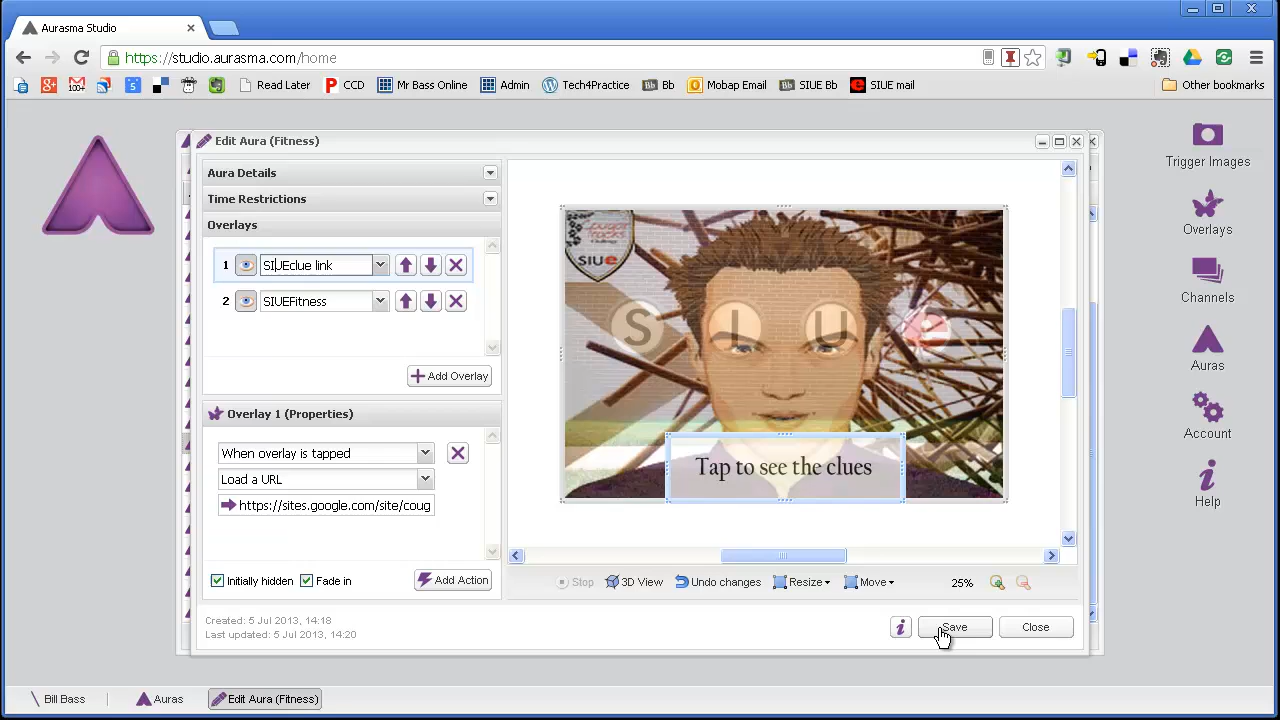 Aurasma Studio
https://studio.aurasma.com/home
Read Later
CCD
Mr B@$$ Online
Admin
Tech4Practice
Bb
Mobap Email
SIUE Bb
SIUE mail
Other bookmarks
Edit Aura (Fitness)
Aura Details
Time Restrictions
Overlays
1 SIUEclue link
2 SIUEFitness
Add Overlay
Overlay 1 (Properties)
When overlay is tapped
Load a URL
https://sites.google.com/site/coug
Initially hidden
Fade in
Add Action
SIUe
S I U e
Tap to see the clues
Stop
3D View
Undo changes
Resize
Move
25%
Created: 5 Jul 2013, 14:18
Last updated: 5 Jul 2013, 14:20
Save
Close
Trigger Images
Overlays
Channels
Auras
Account
Help
Bill Bass
Auras
Edit Aura (Fitness)